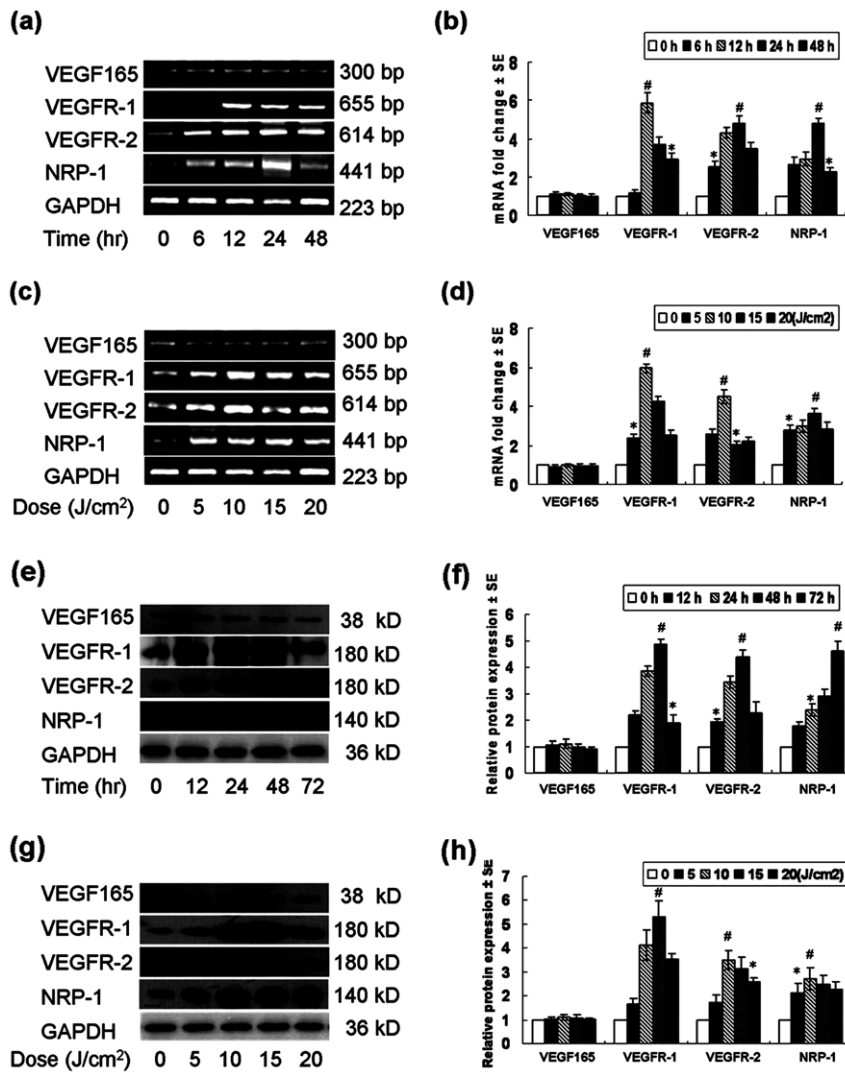 (a)
VEGF165 300 bp
VEGFR-1 655 bp
VEGFR-2 614 bp
NRP-1 441 bp
GAPDH 223 bp
Time (hr) 0 6 12 24 48
(b)
0 h 6 h 12 h 24 h 48 h
mRNA fold change ± SE
8
6
4
2
0
# * * # # *
VEGF165 VEGFR-1 VEGFR-2 NRP-1
(c)
VEGF165 300 bp
VEGFR-1 655 bp
VEGFR-2 614 bp
NRP-1 441 bp
GAPDH 223 bp
Dose (J/cm²) 0 5 10 15 20
(d)
0 5 10 15 20(J/cm2)
mRNA fold change ± SE
8
6
4
2
0
* # # * * #
VEGF165 VEGFR-1 VEGFR-2 NRP-1
(e)
VEGF165 38 kD
VEGFR-1 180 kD
VEGFR-2 180 kD
NRP-1 140 kD
GAPDH 36 kD
Time (hr) 0 12 24 48 72
(f)
0 h 12 h 24 h 48 h 72 h
Relative protein expression ± SE
6
5
4
3
2
1
0
# * * # * #
VEGF165 VEGFR-1 VEGFR-2 NRP-1
(g)
VEGF165 38 kD
VEGFR-1 180 kD
VEGFR-2 180 kD
NRP-1 140 kD
GAPDH 36 kD
Dose (J/cm²) 0 5 10 15 20
(h)
0 5 10 15 20(J/cm2)
Relative protein expression ± SE
7
6
5
4
3
2
1
0
# # * * #
VEGF165 VEGFR-1 VEGFR-2 NRP-1